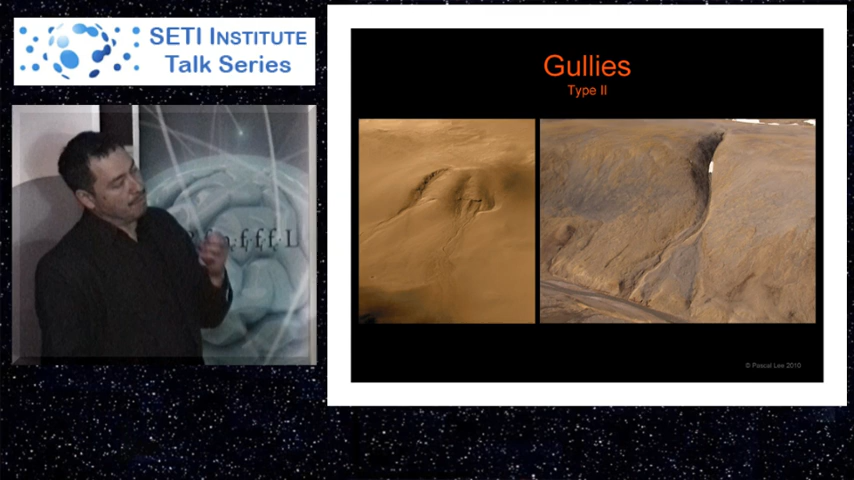 SETI INSTITUTE
Talk Series
Gullies
Type II
© Pascal Lee 2010